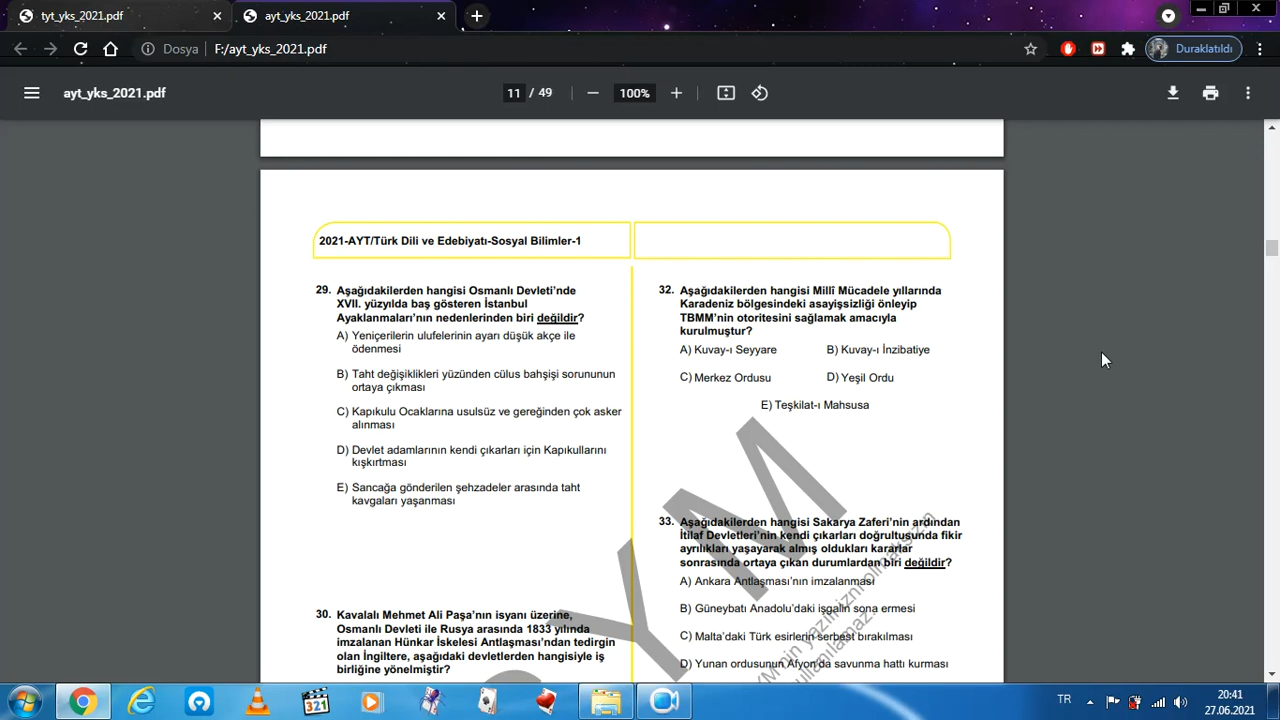 tyt_yks_2021.pdf
ayt_yks_2021.pdf
Dosya F:/ayt_yks_2021.pdf
Duraklatıldı
ayt_yks_2021.pdf
11 / 49
100%
2021-AYT/Türk Dili ve Edebiyatı-Sosyal Bilimler-1
29. Aşağıdakilerden hangisi Osmanlı Devleti’nde
XVII. yüzyılda baş gösteren İstanbul
Ayaklanmaları’nın nedenlerinden biri değildir?
A) Yeniçerilerin ulufelerinin ayarı düşük akçe ile
ödenmesi
B) Taht değişiklikleri yüzünden cülus bahşişi sorununun
ortaya çıkması
C) Kapıkulu Ocaklarına usulsüz ve gereğinden çok asker
alınması
D) Devlet adamlarının kendi çıkarları için Kapıkullarını
kışkırtması
E) Sancağa gönderilen şehzadeler arasında taht
kavgaları yaşanması
30. Kavalalı Mehmet Ali Paşa’nın isyanı üzerine,
Osmanlı Devleti ile Rusya arasında 1833 yılında
imzalanan Hünkar İskelesi Antlaşması’ndan tedirgin
olan İngiltere, aşağıdaki devletlerden hangisiyle iş
birliğine yönelmiştir?
32. Aşağıdakilerden hangisi Millî Mücadele yıllarında
Karadeniz bölgesindeki asayişsizliği önleyip
TBMM’nin otoritesini sağlamak amacıyla
kurulmuştur?
A) Kuvay-ı Seyyare B) Kuvay-ı İnzibatiye
C) Merkez Ordusu D) Yeşil Ordu
E) Teşkilat-ı Mahsusa
33. Aşağıdakilerden hangisi Sakarya Zaferi’nin ardından
İtilaf Devletleri’nin kendi çıkarları doğrultusunda fikir
ayrılıkları yaşayarak almış oldukları kararlar
sonrasında ortaya çıkan durumlardan biri değildir?
A) Ankara Antlaşması’nın imzalanması
B) Güneybatı Anadolu’daki işgalin sona ermesi
C) Malta’daki Türk esirlerin serbest bırakılması
D) Yunan ordusunun Afyon’da savunma hattı kurması
YM
321
TR
20:41
27.06.2021